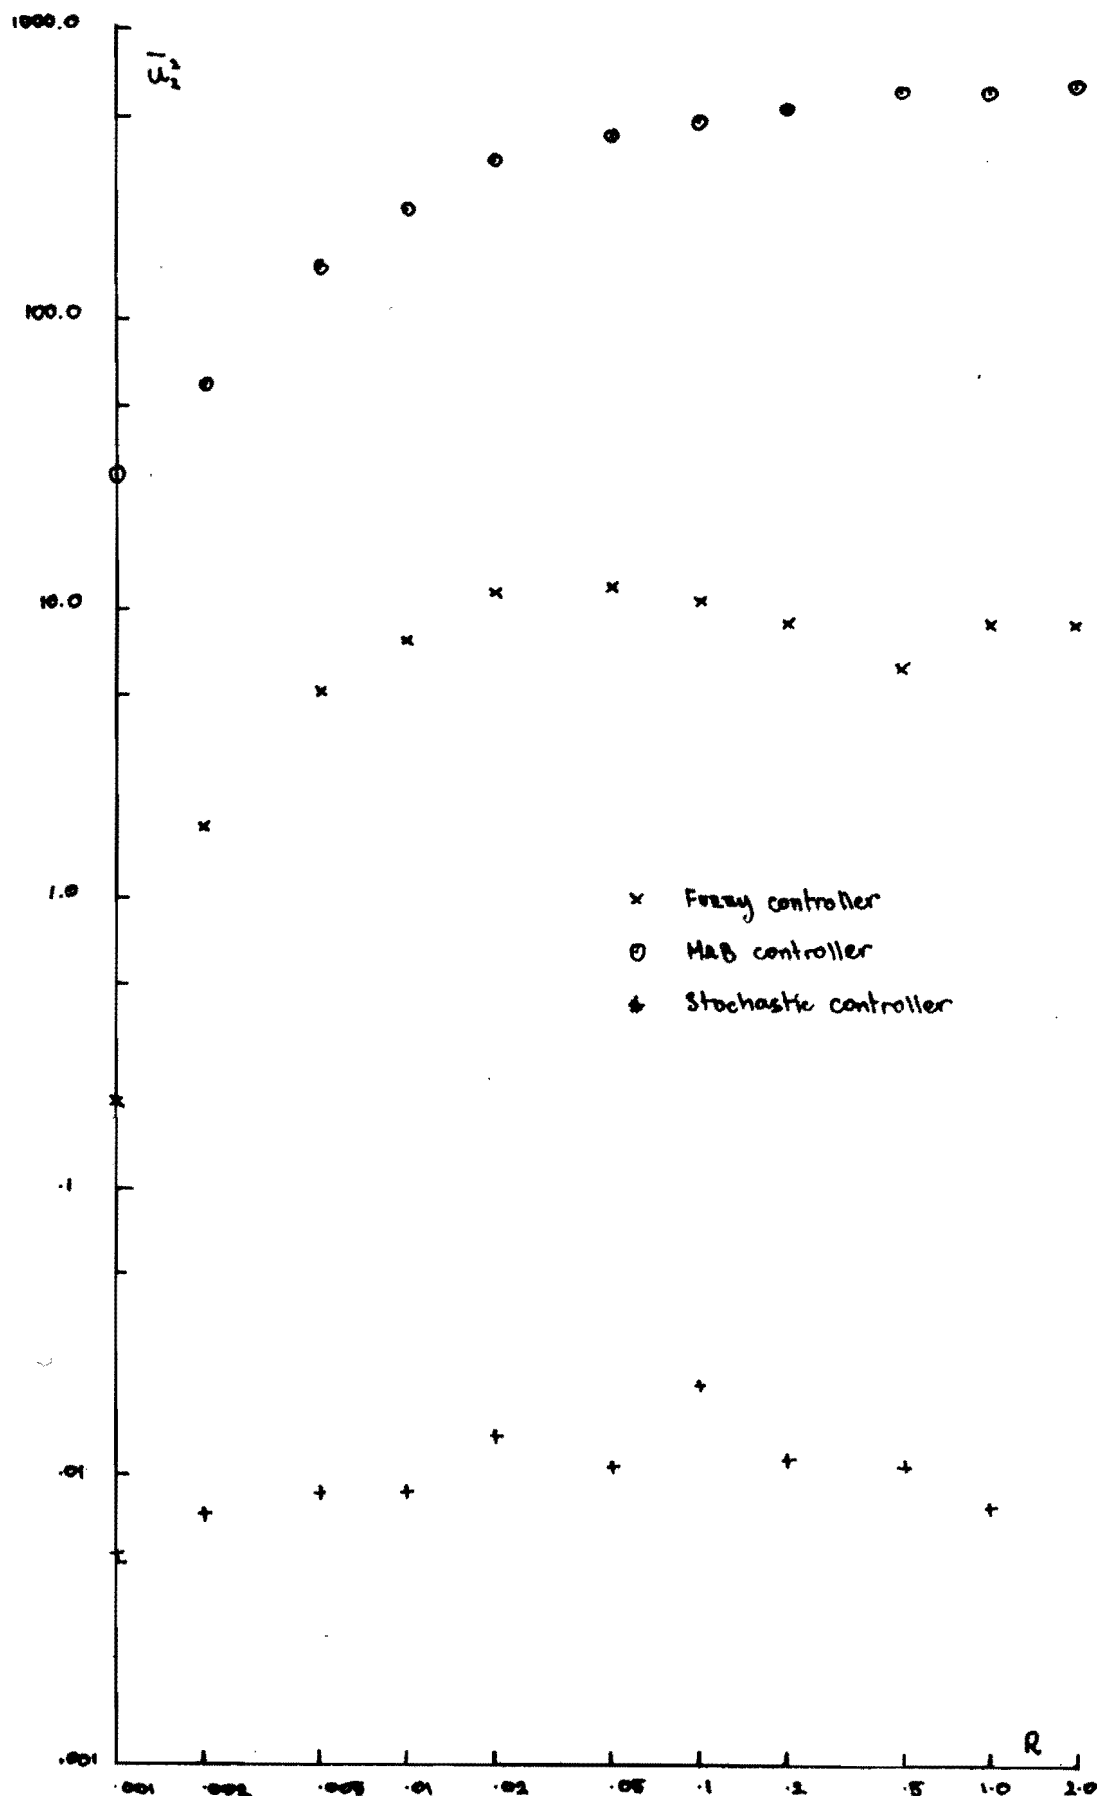 1000.0
ū₂²
100.0
10.0
1.0
× Fuzzy controller
⊙ M&B controller
+ Stochastic controller
.1
.01
.001
R
.001 .002 .005 .01 .02 .05 .1 .2 .5 1.0 2.0